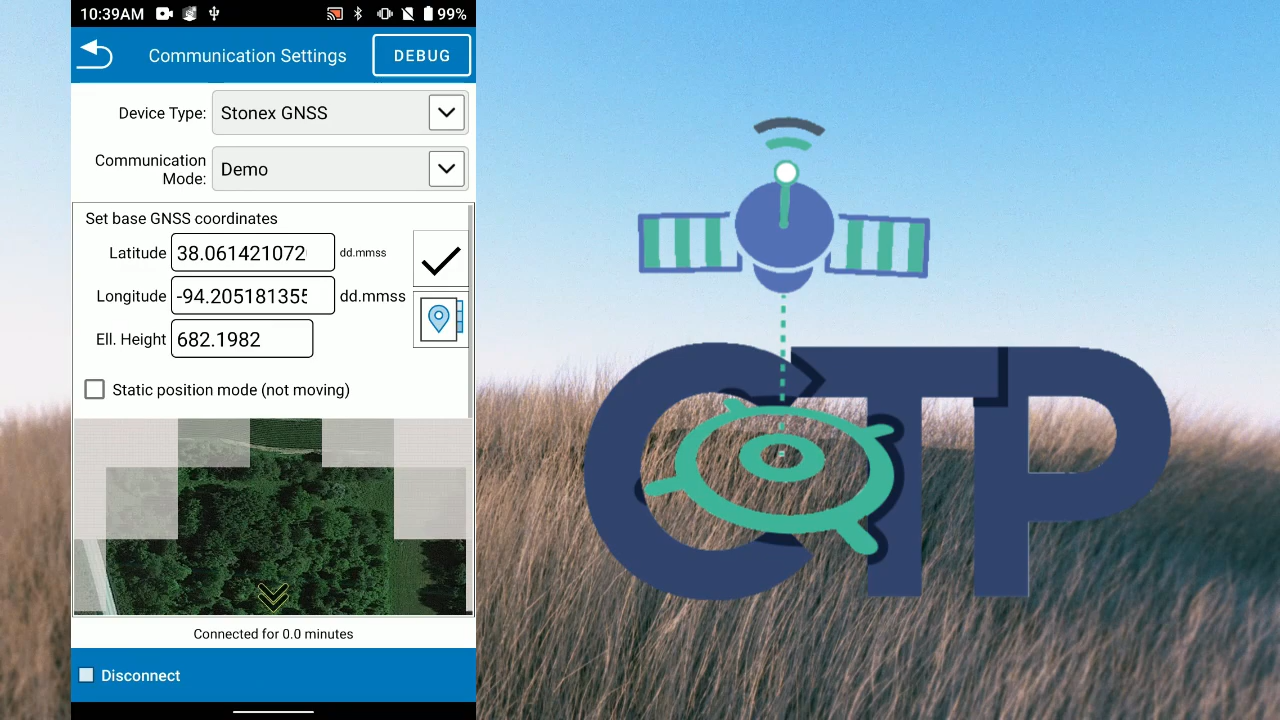 10:39AM 99%
Communication Settings DEBUG
Device Type: Stonex GNSS
Communication
Mode: Demo
Set base GNSS coordinates
Latitude 38.061421072 dd.mmss
Longitude -94.205181355 dd.mmss
Ell. Height 682.1982
Static position mode (not moving)
Connected for 0.0 minutes
Disconnect
CTP